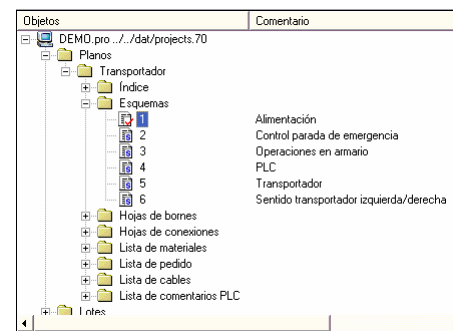 Objetos Comentario
DEMO.pro ../../dat/projects.70
Planos
Transportador
Índice
Esquemas
1 Alimentación
2 Control parada de emergencia
3 Operaciones en armario
4 PLC
5 Transportador
6 Sentido transportador izquierda/derecha
Hojas de bornes
Hojas de conexiones
Lista de materiales
Lista de pedido
Lista de cables
Lista de comentarios PLC
Lotes